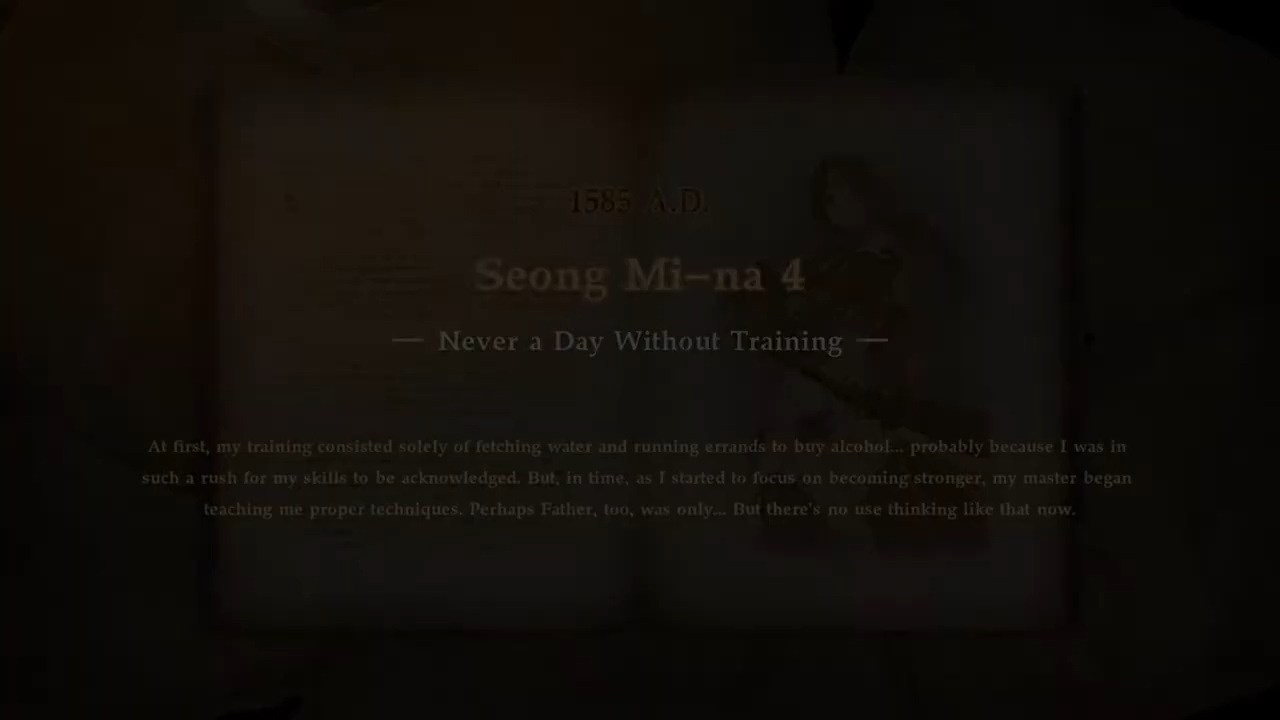 1585 A.D.
Seong Mi-na 4
— Never a Day Without Training —
At first, my training consisted solely of fetching water and running errands to buy alcohol... probably because I was in
such a rush for my skills to be acknowledged. But, in time, as I started to focus on becoming stronger, my master began
teaching me proper techniques. Perhaps Father, too, was only... But there's no use thinking like that now.